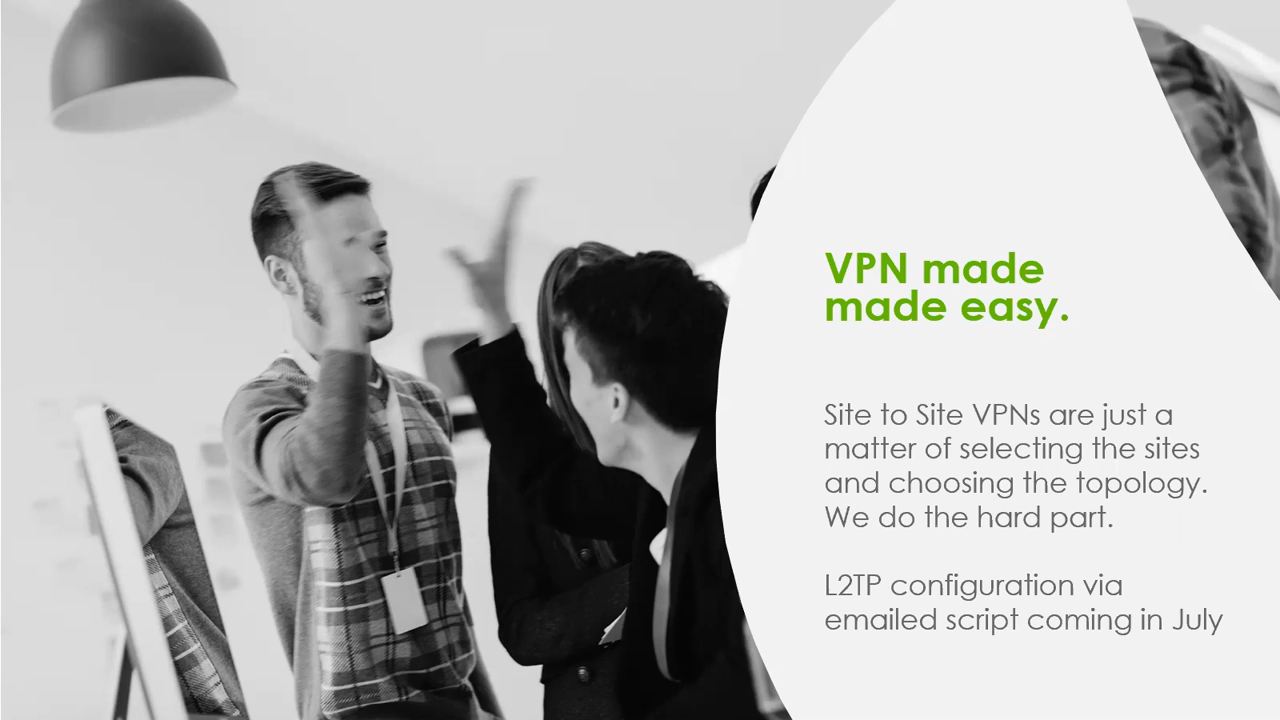 VPN made
made easy.
Site to Site VPNs are just a
matter of selecting the sites
and choosing the topology.
We do the hard part.
L2TP configuration via
emailed script coming in July